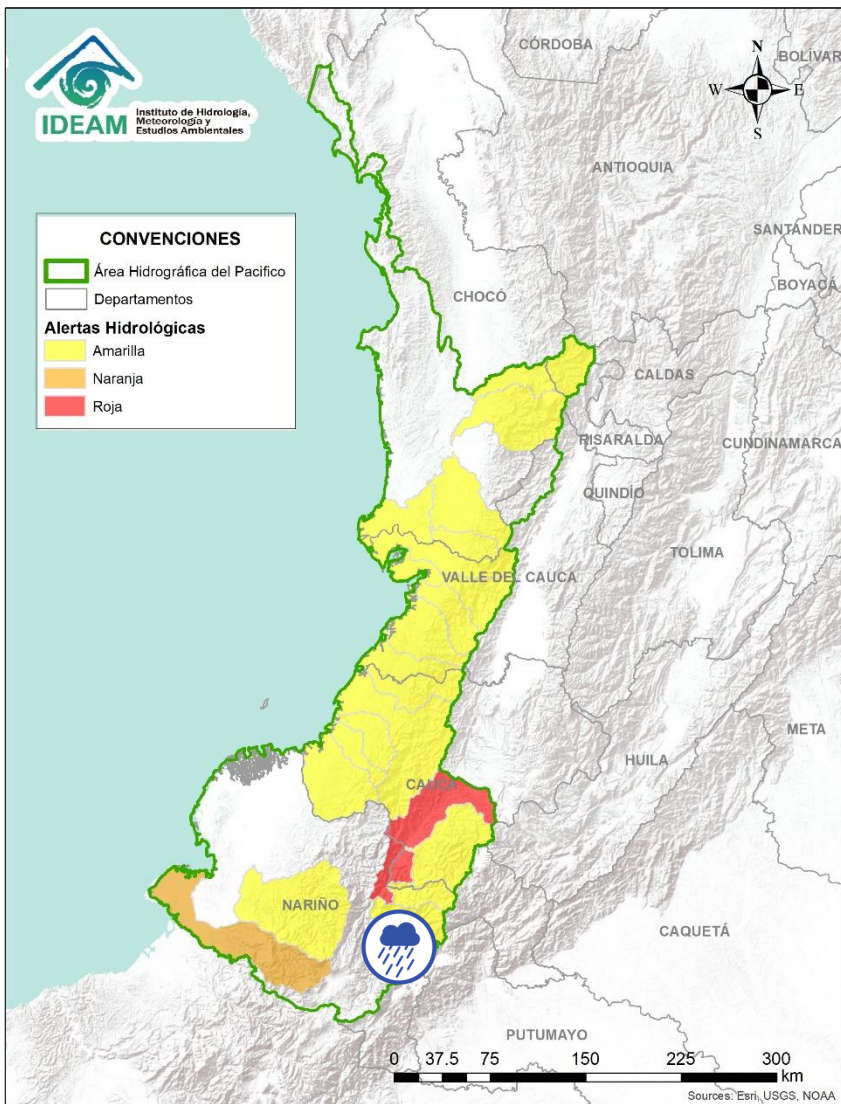 CÓRDOBA
BOLÍVAR
N
W
E
S
IDEAM
Instituto de Hidrología,
Meteorología y
Estudios Ambientales
ANTIOQUIA
SANTANDER
BOYACÁ
CONVENCIONES
Área Hidrográfica del Pacifico
Departamentos
Alertas Hidrológicas
Amarilla
Naranja
Roja
CHOCÓ
CALDAS
RISARALDA
CUNDINAMARCA
QUINDÍO
TOLIMA
VALLE DEL CAUCA
META
HUILA
CAUCA
NARIÑO
CAQUETÁ
PUTUMAYO
0 37.5 75 150 225 300
km
Sources: Esri, USGS, NOAA